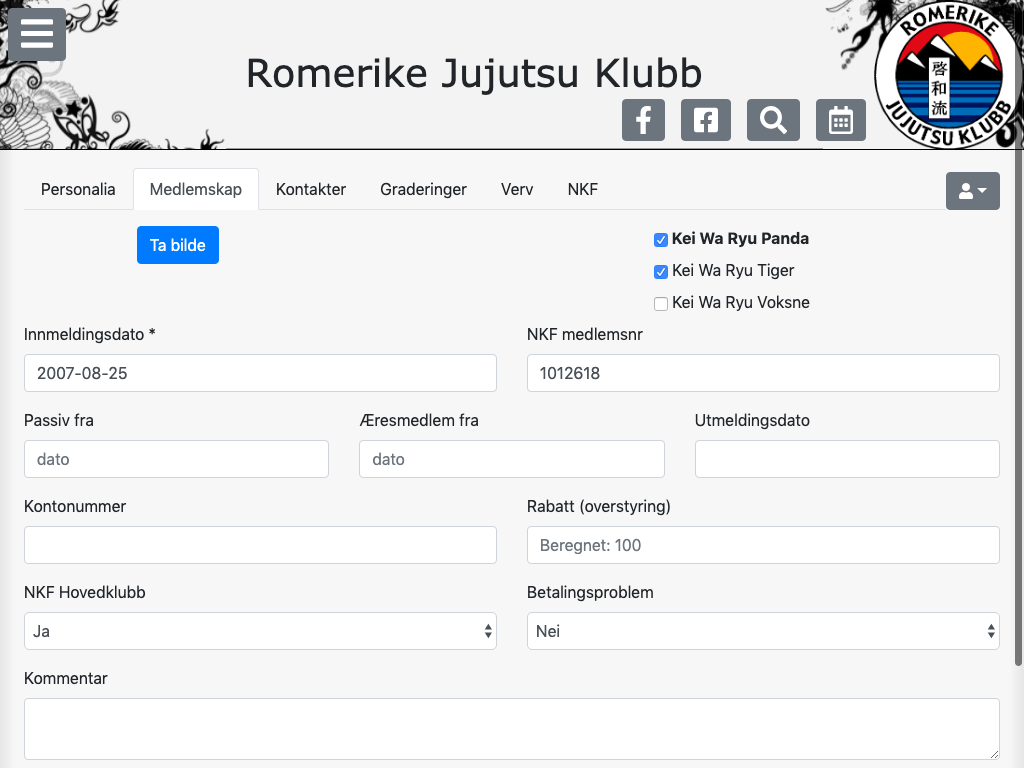 Romerike Jujutsu Klubb
ROMERIKE
啓和流
JUJUTSU KLUBB
Personalia Medlemskap Kontakter Graderinger Verv NKF
Ta bilde
Kei Wa Ryu Panda
Kei Wa Ryu Tiger
Kei Wa Ryu Voksne
Innmeldingsdato * NKF medlemsnr
2007-08-25 1012618
Passiv fra Æresmedlem fra Utmeldingsdato
dato dato
Kontonummer Rabatt (overstyring)
Beregnet: 100
NKF Hovedklubb Betalingsproblem
Ja Nei
Kommentar